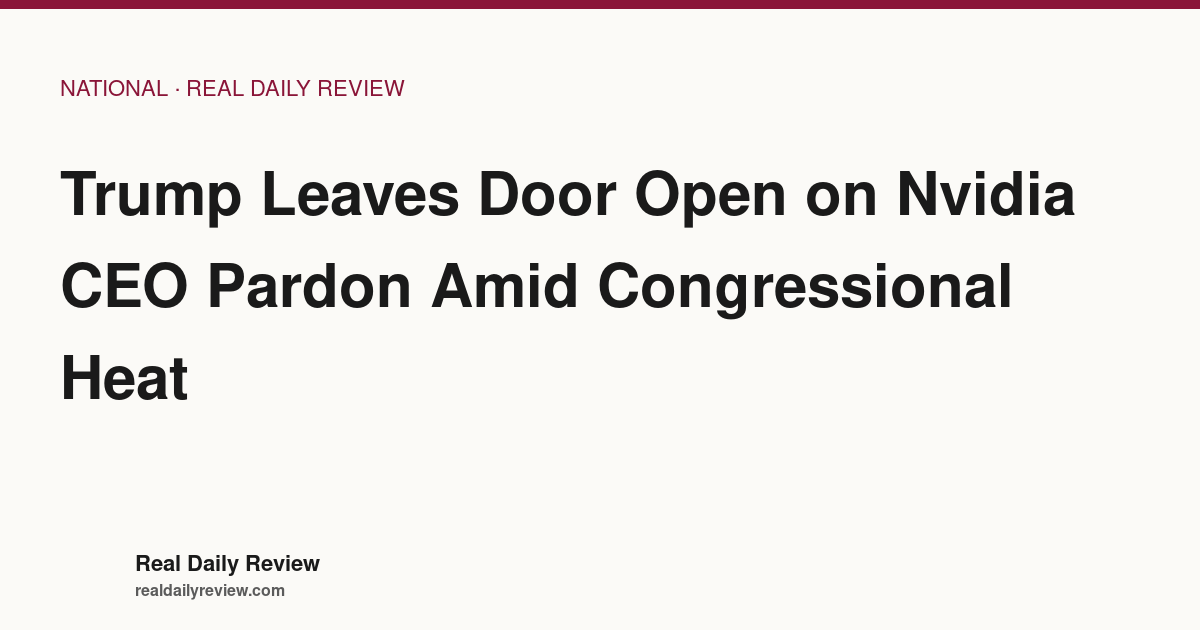 NATIONAL · REAL DAILY REVIEW
Trump Leaves Door Open on Nvidia
CEO Pardon Amid Congressional
Heat
Real Daily Review
realdailyreview.com